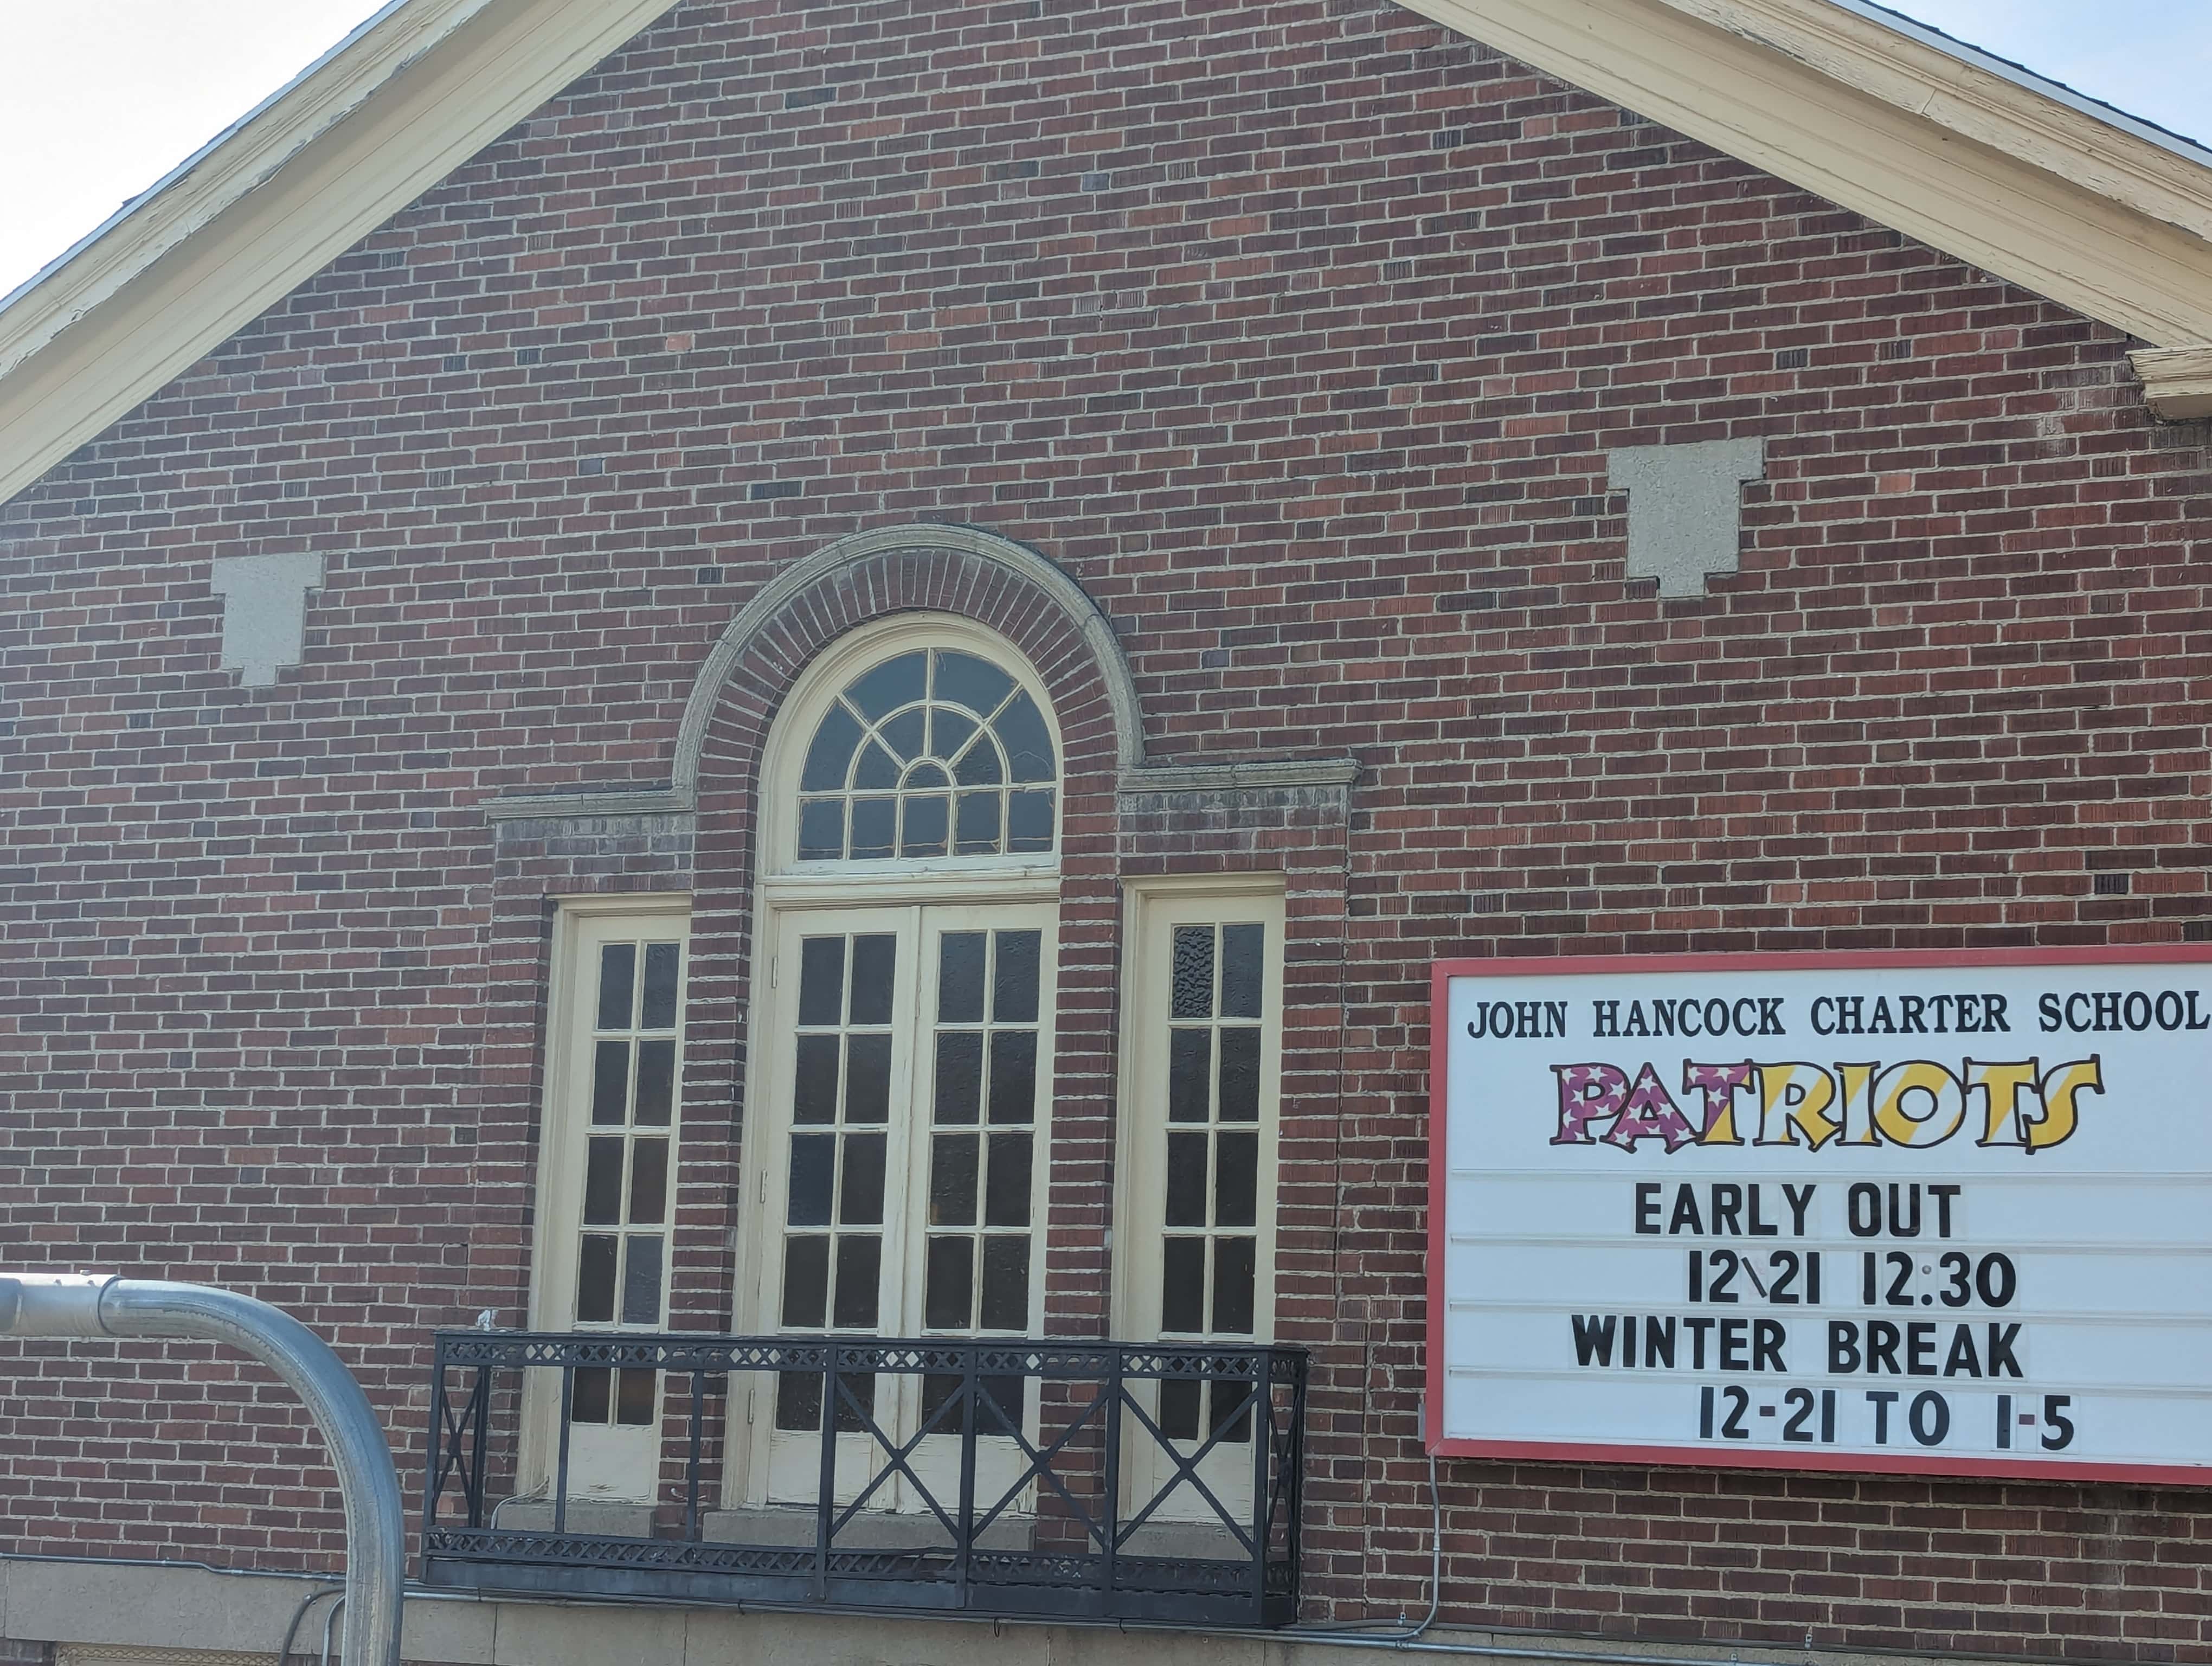 JOHN HANCOCK CHARTER SCHOOL
PATRIOTS
EARLY OUT
12\21 12:30
WINTER BREAK
12-21 TO 1-5